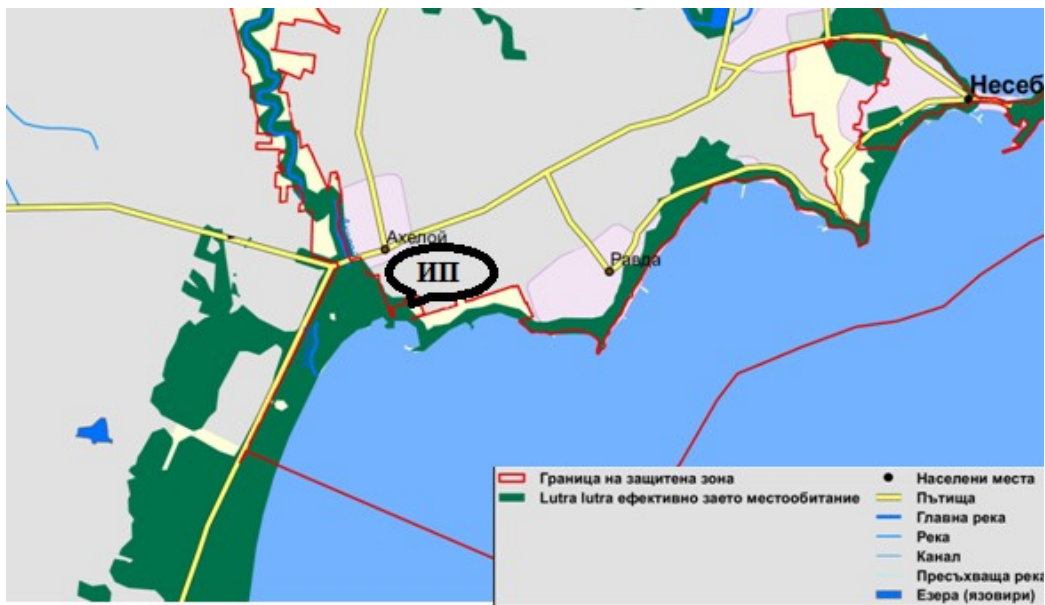 Несеб
Ахелой
ИП
Равда
Граница на защитена зона
Lutra lutra ефективно заето местообитание
Населени места
Пътища
Главна река
Река
Канал
Пресъхваща река
Езера (язовири)